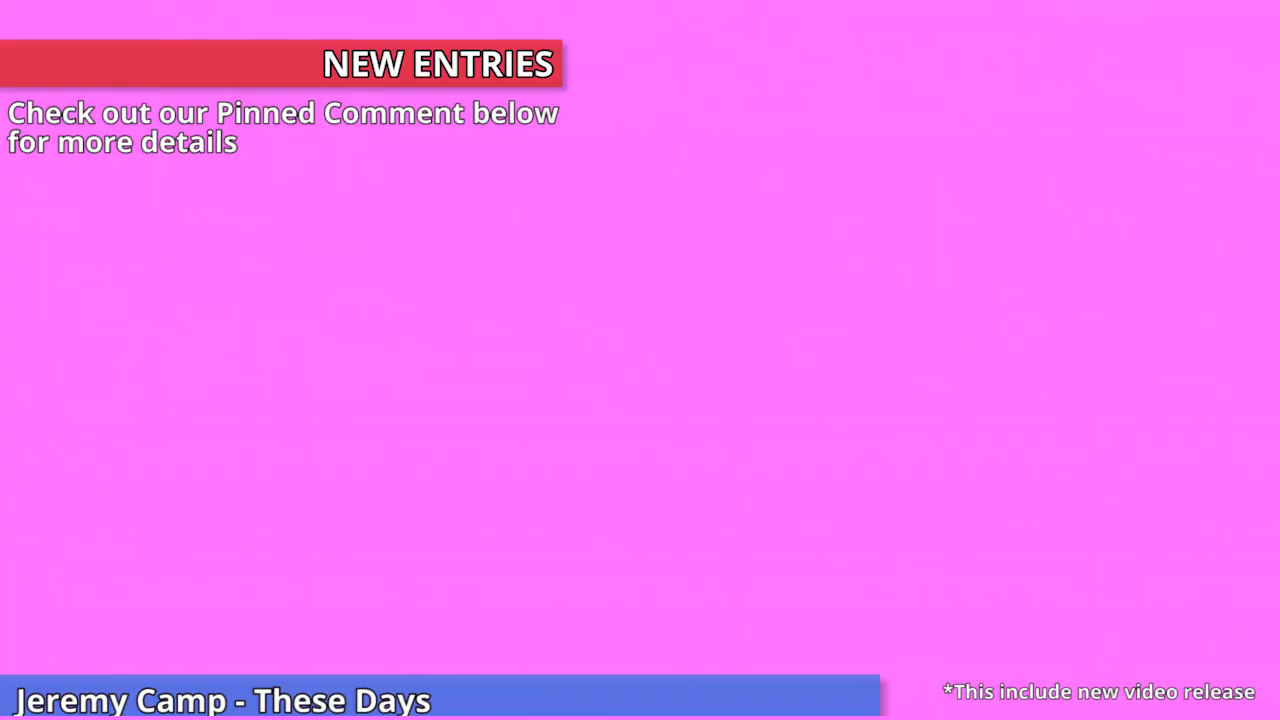 NEW ENTRIES
Check out our Pinned Comment below
for more details
Jeremy Camp - These Days
*This include new video release